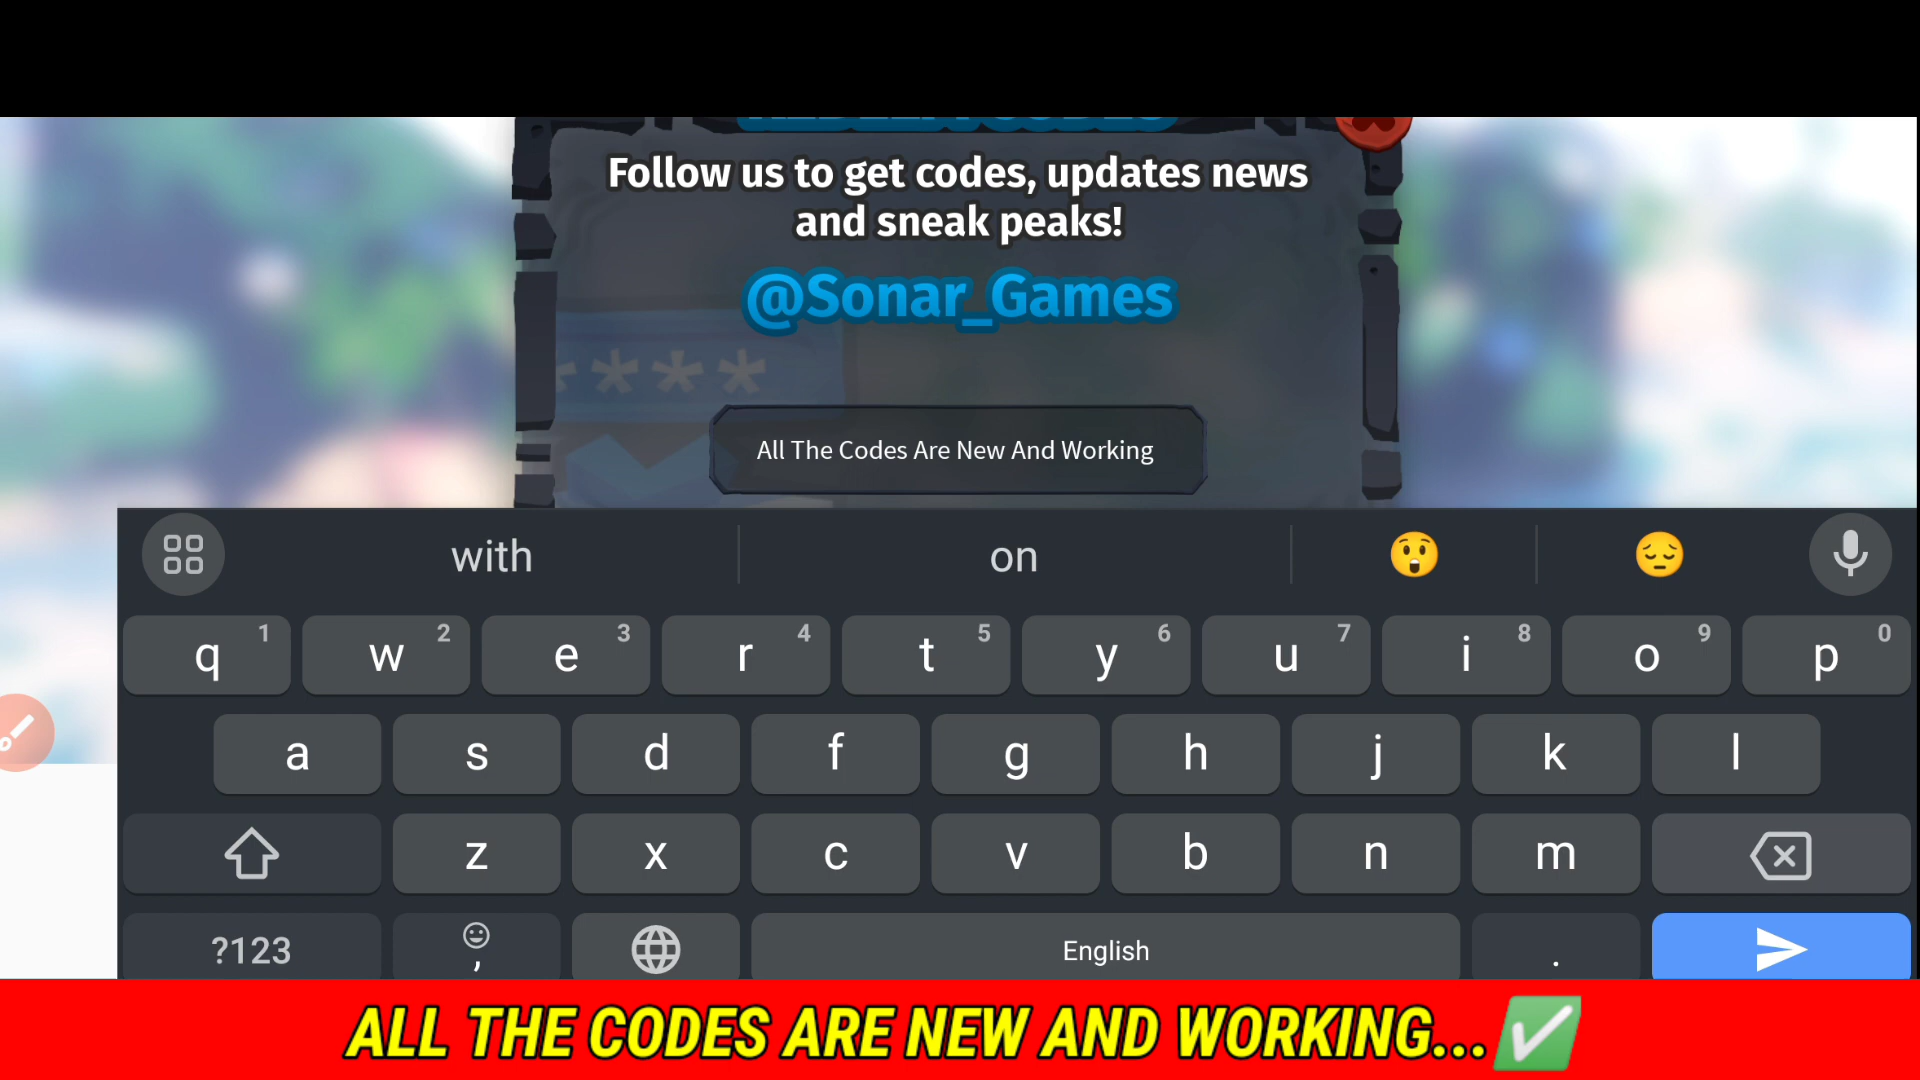 Follow us to get codes, updates news
and sneak peaks!
@Sonar_Games
****
All The Codes Are New And Working
with on 😲 😔
q 1 w 2 e 3 r 4 t 5 y 6 u 7 i 8 o 9 p 0
a s d f g h j k l
z x c v b n m
?123 , English .
ALL THE CODES ARE NEW AND WORKING...✅